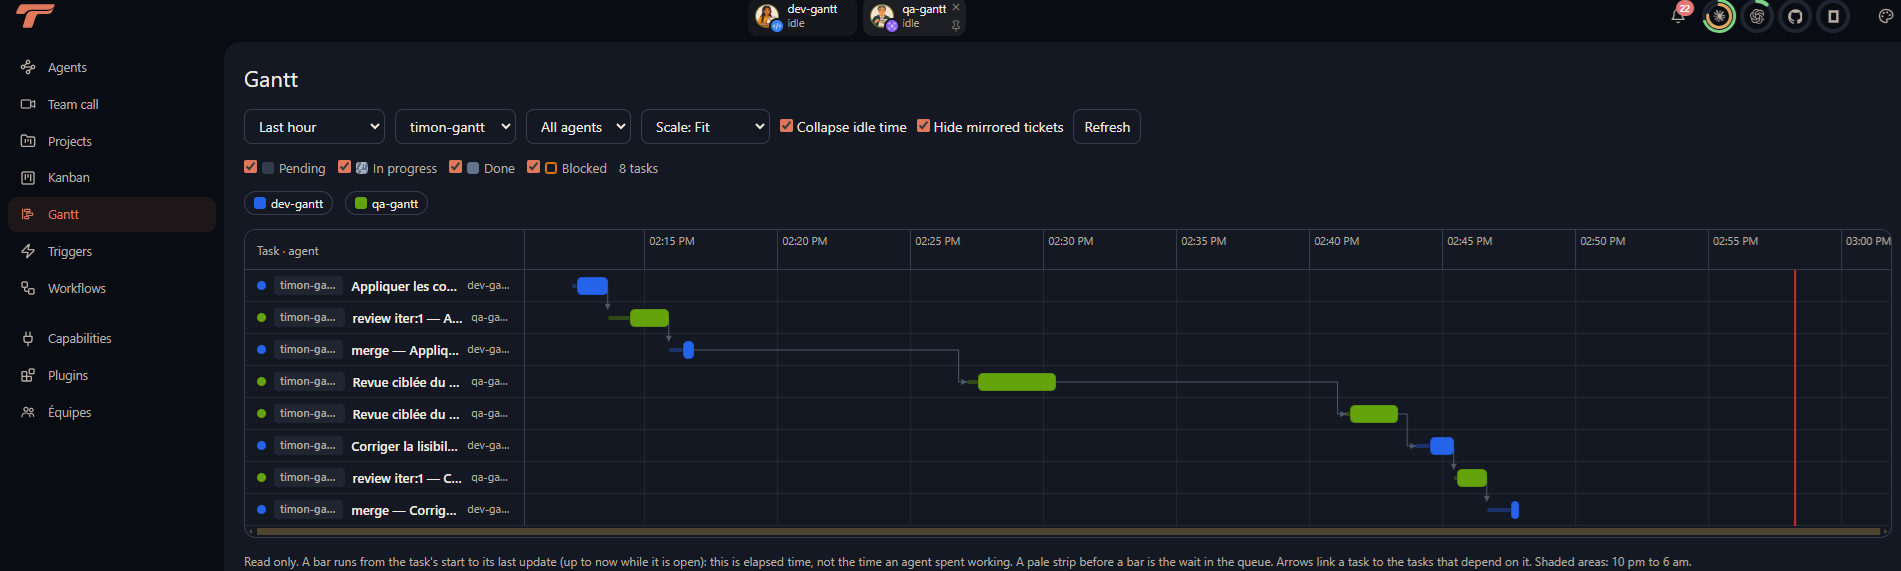 dev-gantt
idle
qa-gantt
idle
22
Agents
Team call
Projects
Kanban
Gantt
Triggers
Workflows
Capabilities
Plugins
Équipes
Gantt
Last hour
timon-gantt
All agents
Scale: Fit
Collapse idle time
Hide mirrored tickets
Refresh
Pending
In progress
Done
Blocked
8 tasks
dev-gantt
qa-gantt
Task · agent
02:15 PM
02:20 PM
02:25 PM
02:30 PM
02:35 PM
02:40 PM
02:45 PM
02:50 PM
02:55 PM
03:00 PM
timon-ga... Appliquer les co... dev-ga...
timon-ga... review iter:1 — A... qa-ga...
timon-ga... merge — Appliq... dev-ga...
timon-ga... Revue ciblée du ... qa-ga...
timon-ga... Revue ciblée du ... qa-ga...
timon-ga... Corriger la lisibil... dev-ga...
timon-ga... review iter:1 — C... qa-ga...
timon-ga... merge — Corrig... dev-ga...
Read only. A bar runs from the task's start to its last update (up to now while it is open): this is elapsed time, not the time an agent spent working. A pale strip before a bar is the wait in the queue. Arrows link a task to the tasks that depend on it. Shaded areas: 10 pm to 6 am.